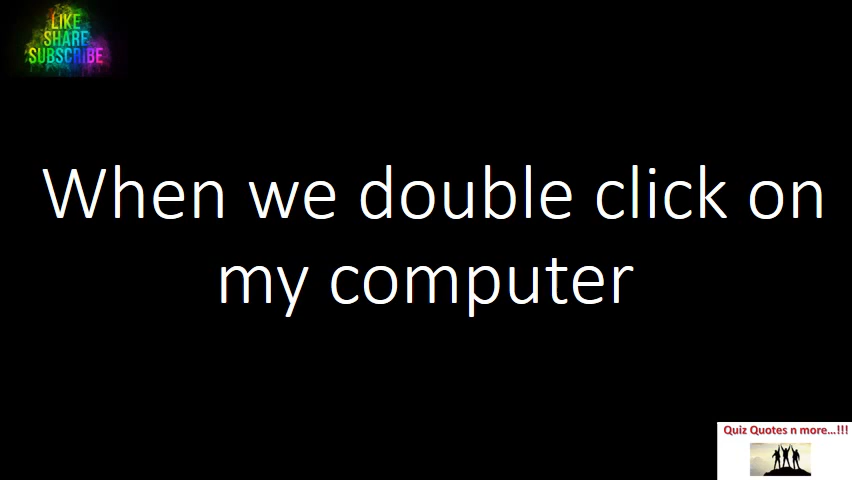 LIKE
SHARE
SUBSCRIBE
When we double click on
my computer
Quiz Quotes n more...!!!